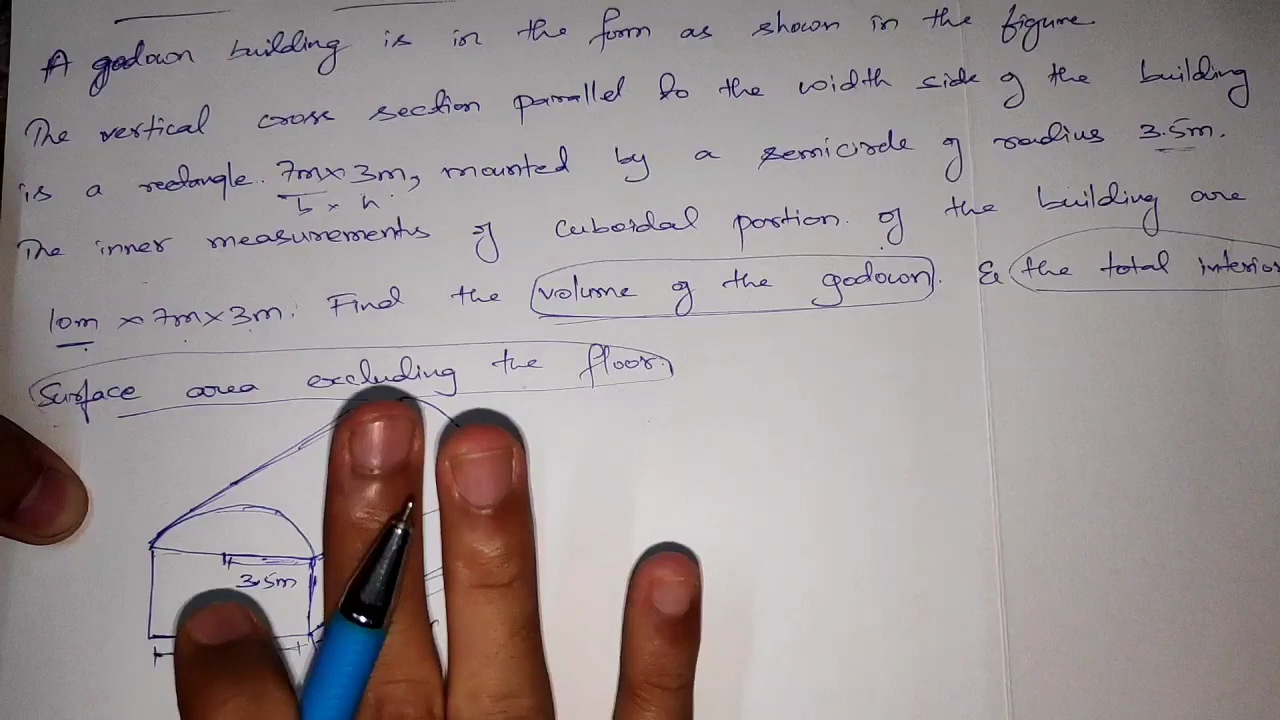 A godown building is in the form as shown in the figure
The vertical cross section parallel to the width side of the building
is a rectangle. 7m x 3m, mounted by a semicircle of radius 3.5m.
b x h
The inner measurements of cuboidal portion of the building are
10m x 7m x 3m. Find the volume of the godown. & the total interior
Surface area excluding the floor.
3.5m